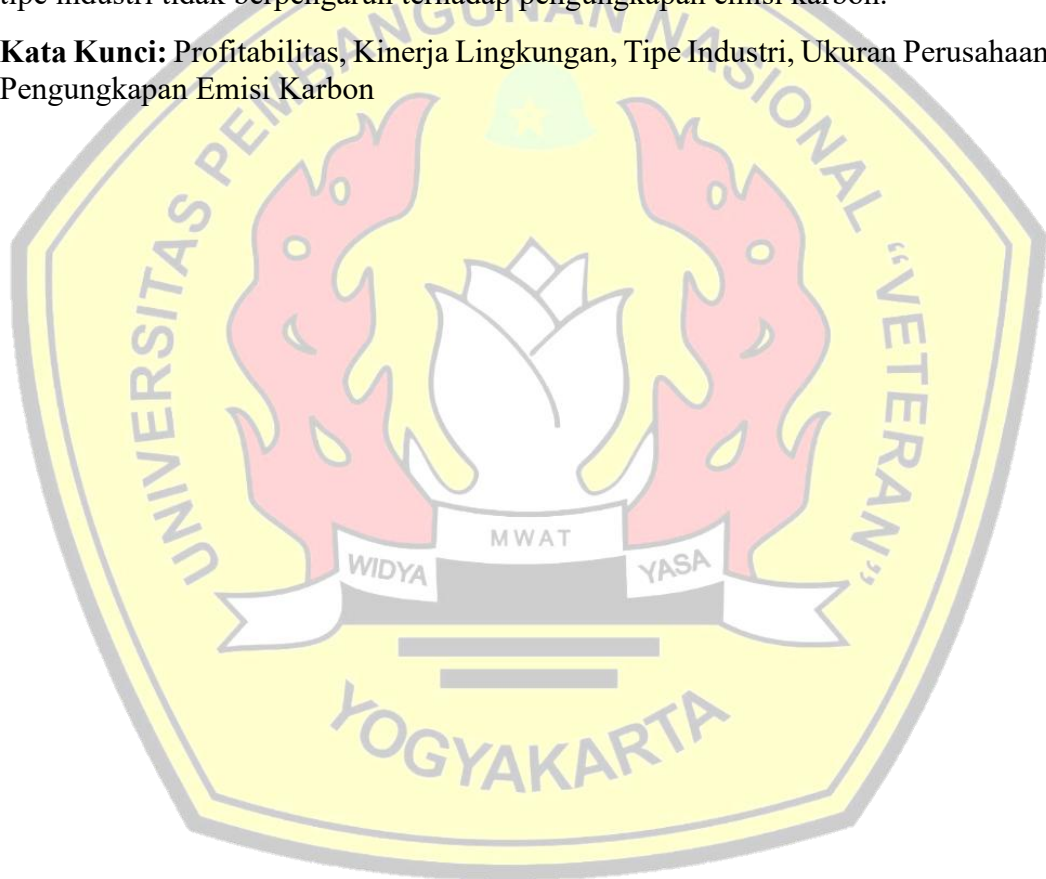 tipe industri tidak berpengaruh terhadap pengungkapan emisi karbon.
Kata Kunci: Profitabilitas, Kinerja Lingkungan, Tipe Industri, Ukuran Perusahaan
Pengungkapan Emisi Karbon
UNIVERSITAS PEMBANGUNAN NASIONAL “VETERAN”
WIDYA
MWAT
YASA
YOGYAKARTA